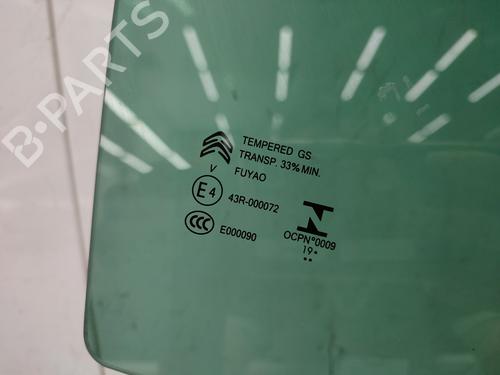 B-PARTS
TEMPERED GS
TRANSP. 33% MIN.
V FUYAO
E4 43R-000072
CCC E000090
N
OCPN°0009
19•
••